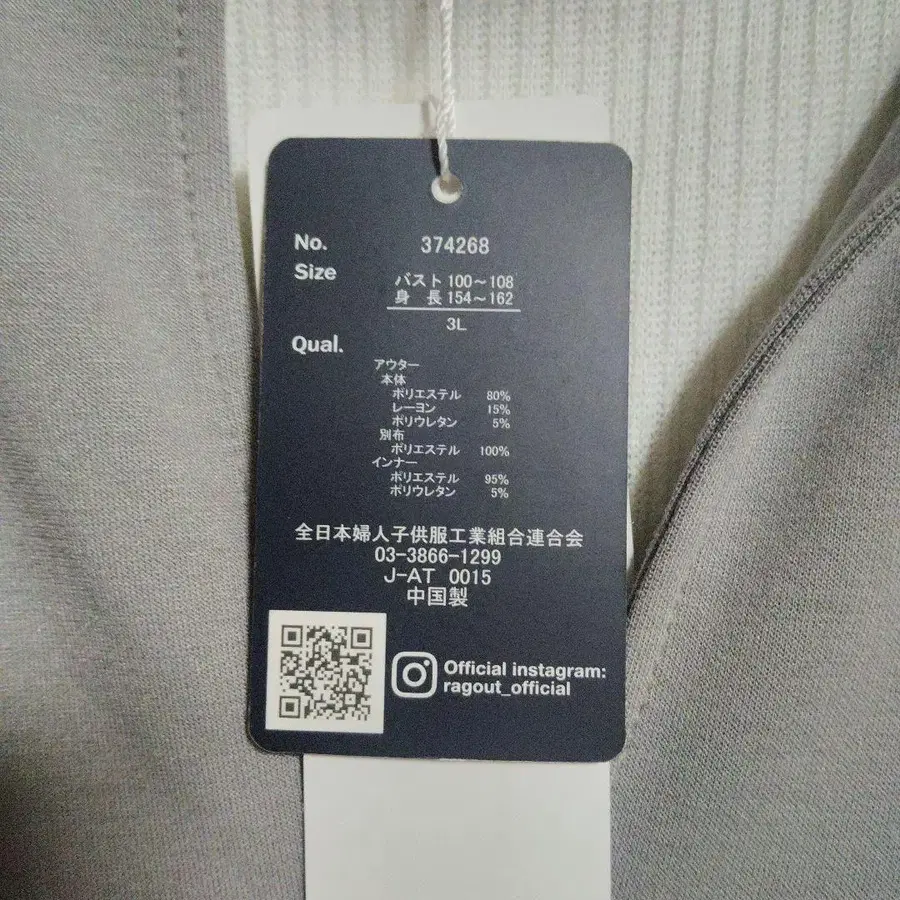 No. 374268
Size バスト 100～108
身 長 154～162
3L
Qual.
アウター
本体
ポリエステル 80%
レーヨン 15%
ポリウレタン 5%
別布
ポリエステル 100%
インナー
ポリエステル 95%
ポリウレタン 5%
全日本婦人子供服工業組合連合会
03-3866-1299
J-AT 0015
中国製
Official instagram:
ragout_official